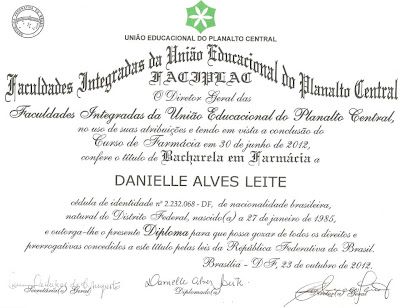 UNIÃO EDUCACIONAL DO PLANALTO CENTRAL
Faculdades Integradas da União Educacional do Planalto Central
FACIPLAC
O Diretor Geral das
Faculdades Integradas da União Educacional do Planalto Central,
no uso de suas atribuições e tendo em vista a conclusão do
Curso de Farmácia em 30 de junho de 2012,
confere o título de Bacharela em Farmácia a
DANIELLE ALVES LEITE
cédula de identidade nº 2.232.068 - DF, de nacionalidade brasileira,
natural do Distrito Federal, nascido(a) a 27 de janeiro de 1985,
e outorga-lhe o presente Diploma para que possa gozar de todos os direitos e
prerrogativas concedidos a este título pelas leis da República Federativa do Brasil.
Brasília - DF, 23 de outubro de 2012.
Danielle Alves Leite
Secretário(a) Geral
Diplomado(a)
Diretor(a) Geral